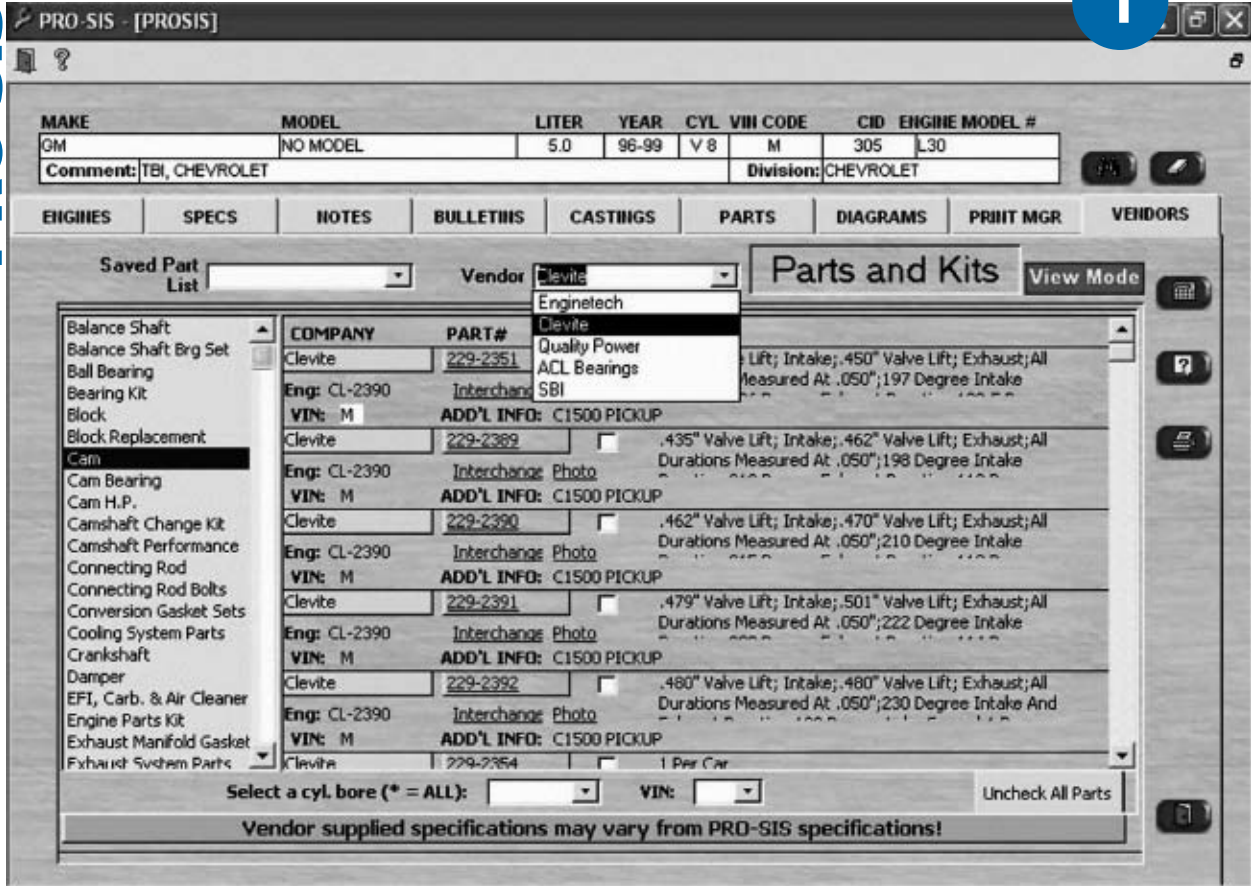 PRO-SIS - [PROSIS]
1
MAKE MODEL LITER YEAR CYL VIN CODE CID ENGINE MODEL #
GM NO MODEL 5.0 96-99 V 8 M 305 L30
Comment: TBI, CHEVROLET Division: CHEVROLET
ENGINES SPECS NOTES BULLETINS CASTINGS PARTS DIAGRAMS PRINT MGR VENDORS
Saved Part List
Vendor Clevite
Parts and Kits
View Mode
Enginetech
Clevite
Quality Power
ACL Bearings
SBI
Balance Shaft
Balance Shaft Brg Set
Ball Bearing
Bearing Kit
Block
Block Replacement
Cam
Cam Bearing
Cam H.P.
Camshaft Change Kit
Camshaft Performance
Connecting Rod
Connecting Rod Bolts
Conversion Gasket Sets
Cooling System Parts
Crankshaft
Damper
EFI, Carb. & Air Cleaner
Engine Parts Kit
Exhaust Manifold Gasket
Exhaust System Parts
COMPANY PART#
Clevite 229-2351 Lift; Intake;.450" Valve Lift; Exhaust;All
Measured At .050";197 Degree Intake
Eng: CL-2390 Interchang
VIN: M ADD'L INFO: C1500 PICKUP
Clevite 229-2389 .435" Valve Lift; Intake;.462" Valve Lift; Exhaust;All
Durations Measured At .050";198 Degree Intake
Eng: CL-2390 Interchange Photo
VIN: M ADD'L INFO: C1500 PICKUP
Clevite 229-2390 .462" Valve Lift; Intake;.470" Valve Lift; Exhaust;All
Durations Measured At .050";210 Degree Intake
Eng: CL-2390 Interchange Photo
VIN: M ADD'L INFO: C1500 PICKUP
Clevite 229-2391 .479" Valve Lift; Intake;.501" Valve Lift; Exhaust;All
Durations Measured At .050";222 Degree Intake
Eng: CL-2390 Interchange Photo
VIN: M ADD'L INFO: C1500 PICKUP
Clevite 229-2392 .480" Valve Lift; Intake;.480" Valve Lift; Exhaust;All
Durations Measured At .050";230 Degree Intake And
Eng: CL-2390 Interchange Photo
VIN: M ADD'L INFO: C1500 PICKUP
Clevite 229-2354 1 Per Car
Select a cyl. bore (* = ALL): VIN: Uncheck All Parts
Vendor supplied specifications may vary from PRO-SIS specifications!